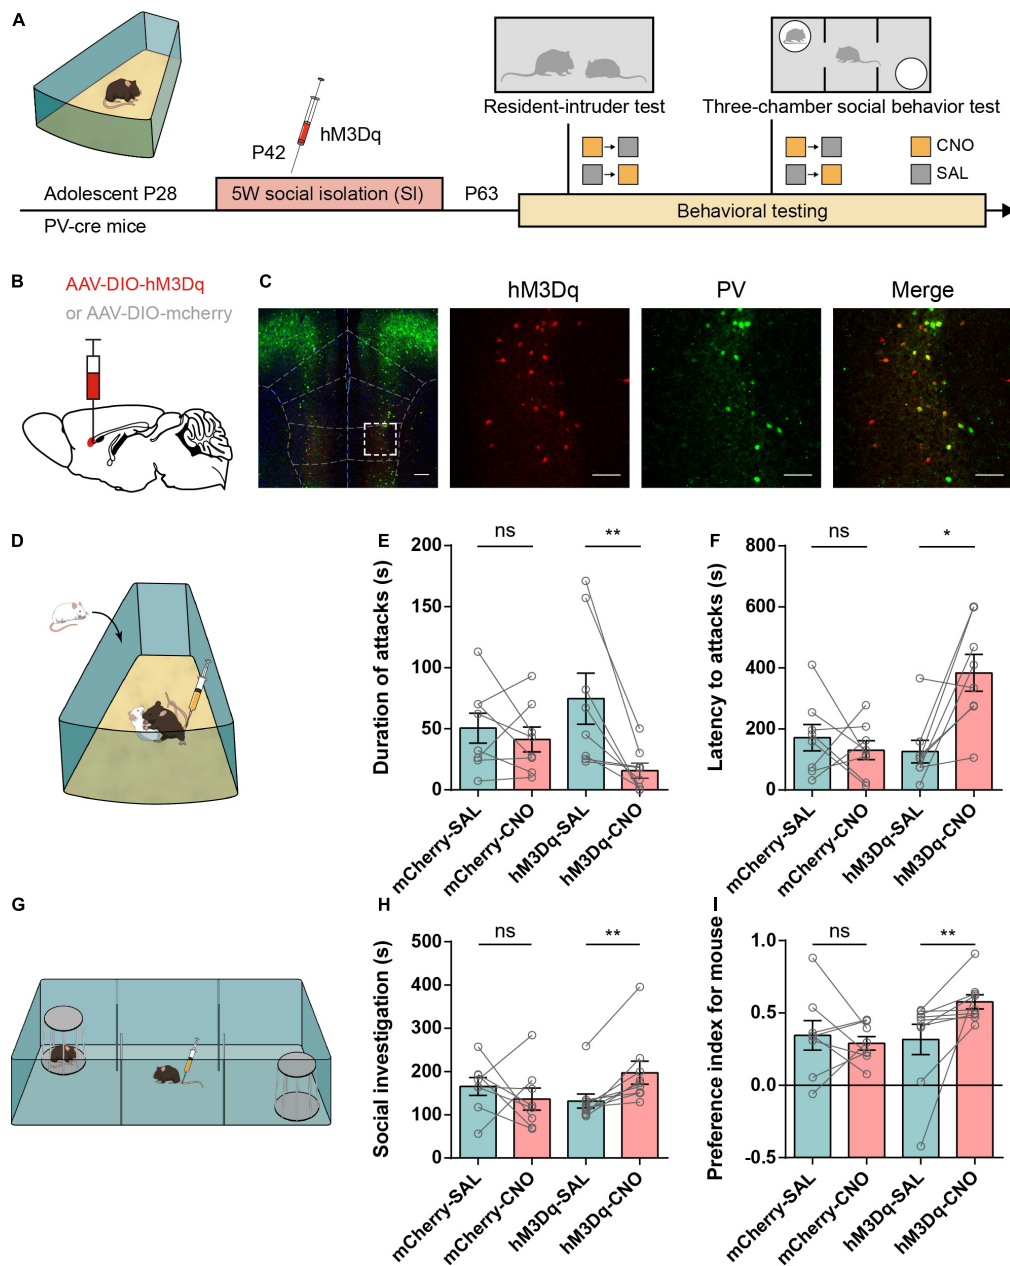 A
hM3Dq
P42
Resident-intruder test
Three-chamber social behavior test
CNO
SAL
Adolescent P28
5W social isolation (SI)
P63
Behavioral testing
PV-cre mice
B
AAV-DIO-hM3Dq
or AAV-DIO-mcherry
C
hM3Dq
PV
Merge
D
E
Duration of attacks (s)
200
150
100
50
0
ns
**
mCherry-SAL
mCherry-CNO
hM3Dq-SAL
hM3Dq-CNO
F
Latency to attacks (s)
800
600
400
200
0
ns
*
mCherry-SAL
mCherry-CNO
hM3Dq-SAL
hM3Dq-CNO
G
H
Social investigation (s)
500
400
300
200
100
0
ns
**
mCherry-SAL
mCherry-CNO
hM3Dq-SAL
hM3Dq-CNO
I
Preference index for mouse
1.0
0.5
0.0
-0.5
ns
**
mCherry-SAL
mCherry-CNO
hM3Dq-SAL
hM3Dq-CNO